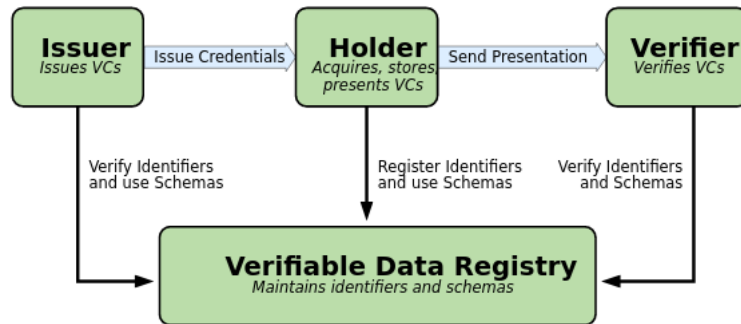 Issuer
Issues VCs
Issue Credentials
Holder
Acquires, stores,
presents VCs
Send Presentation
Verifier
Verifies VCs
Verify Identifiers
and use Schemas
Register Identifiers
and use Schemas
Verify Identifiers
and Schemas
Verifiable Data Registry
Maintains identifiers and schemas